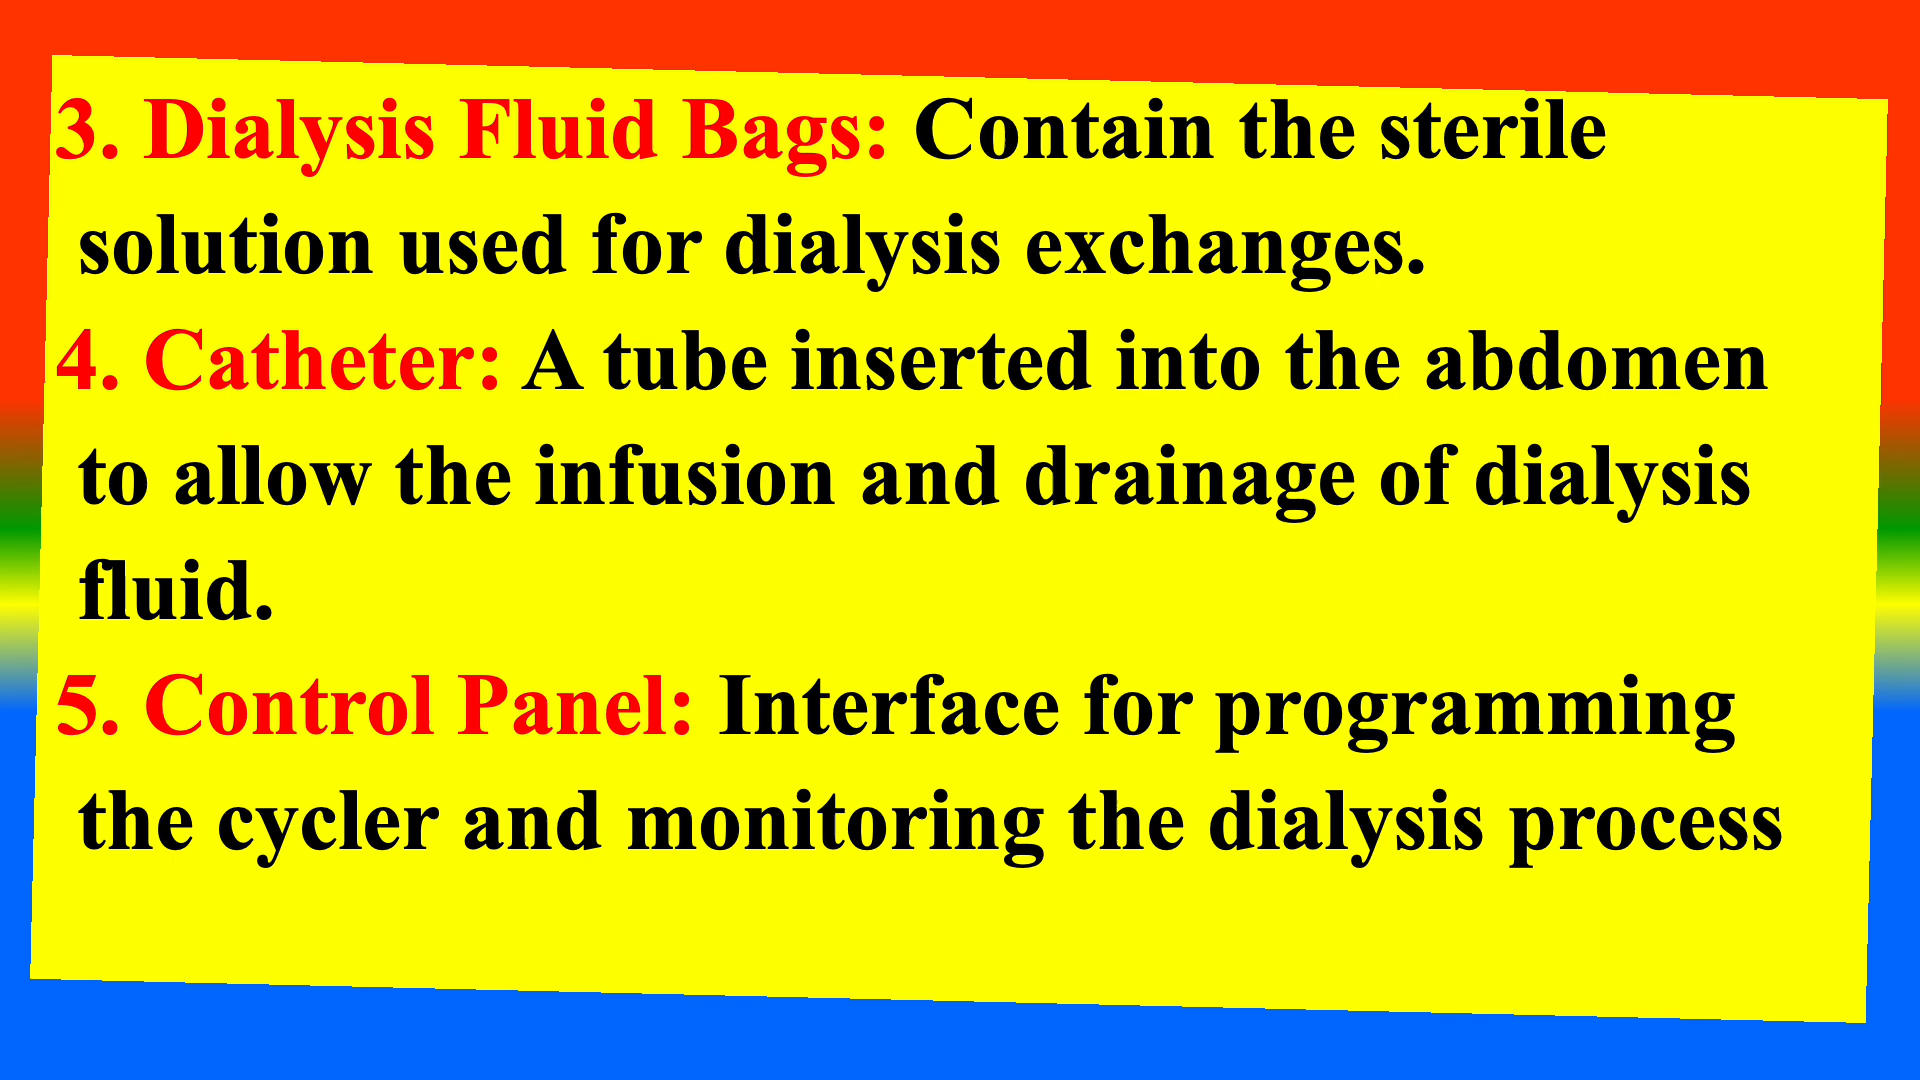 3. Dialysis Fluid Bags: Contain the sterile
solution used for dialysis exchanges.
4. Catheter: A tube inserted into the abdomen
to allow the infusion and drainage of dialysis
fluid.
5. Control Panel: Interface for programming
the cycler and monitoring the dialysis process